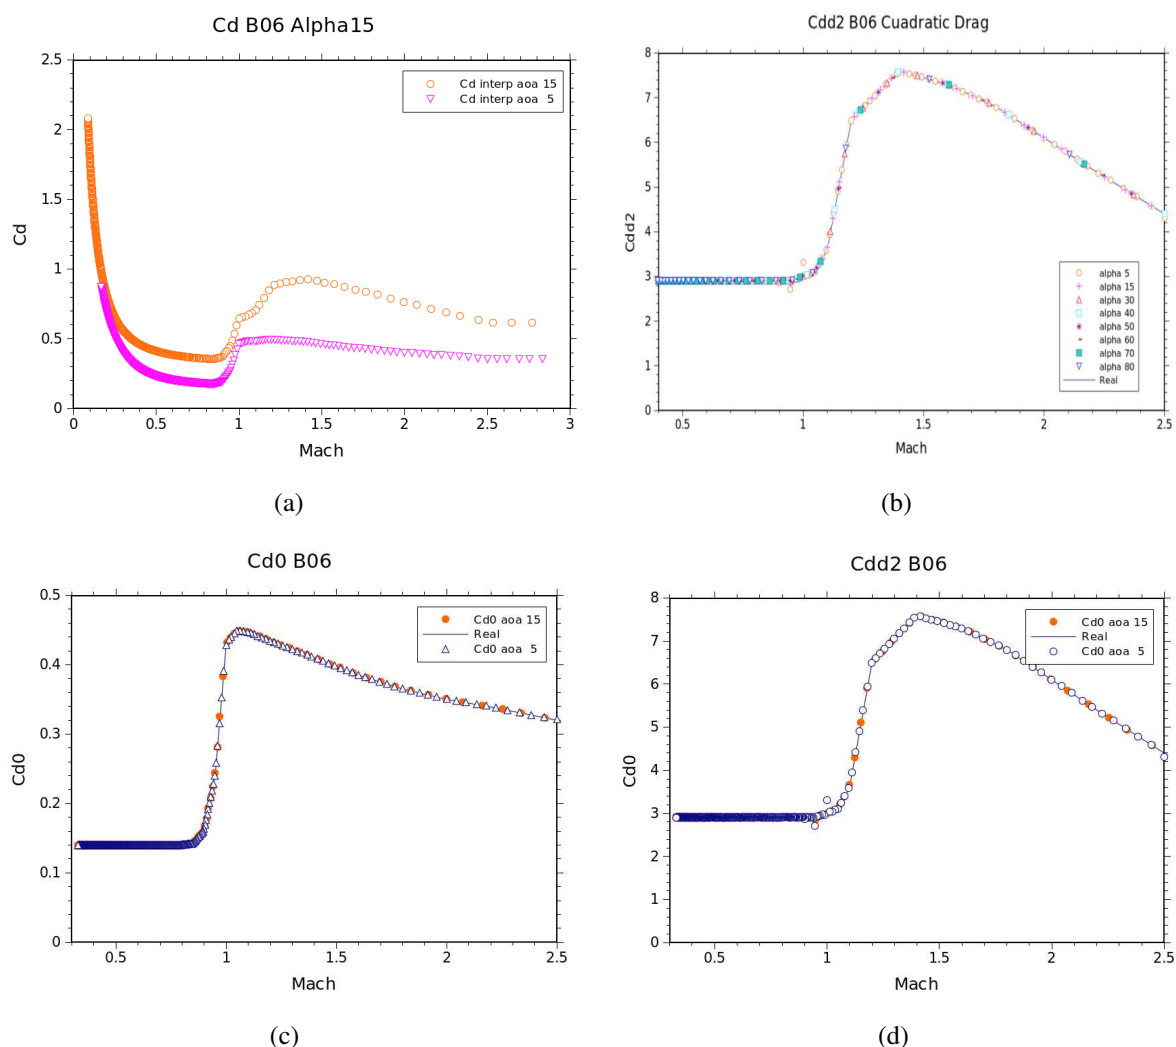 Cd B06 Alpha15
2.5
2
1.5
1
0.5
0
Cd
Cd interp aoa 15
Cd interp aoa 5
0 0.5 1 1.5 2 2.5 3
Mach
(a)
Cdd2 B06 Cuadratic Drag
8
7
6
5
4
3
2
1
0
Cdd2
alpha 5
alpha 15
alpha 30
alpha 40
alpha 50
alpha 60
alpha 70
alpha 80
Real
0.5 1 1.5 2 2.5
Mach
(b)
Cd0 B06
0.5
0.4
0.3
0.2
0.1
0
Cd0
Cd0 aoa 15
Real
Cd0 aoa 5
0.5 1 1.5 2 2.5
Mach
(c)
Cdd2 B06
8
7
6
5
4
3
2
1
0
Cd0
Cd0 aoa 15
Real
Cd0 aoa 5
0.5 1 1.5 2 2.5
Mach
(d)